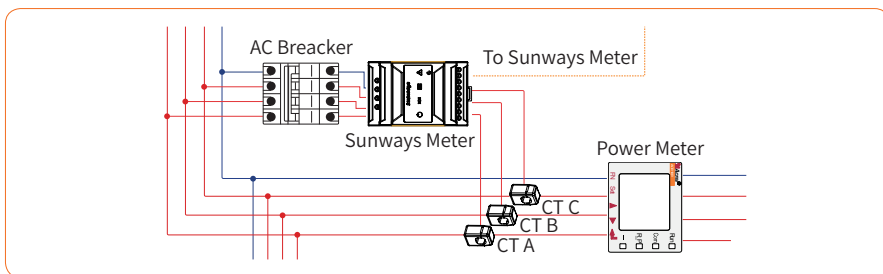 AC Breacker
To Sunways Meter
Sunways Meter
Power Meter
CT C
CT B
CT A